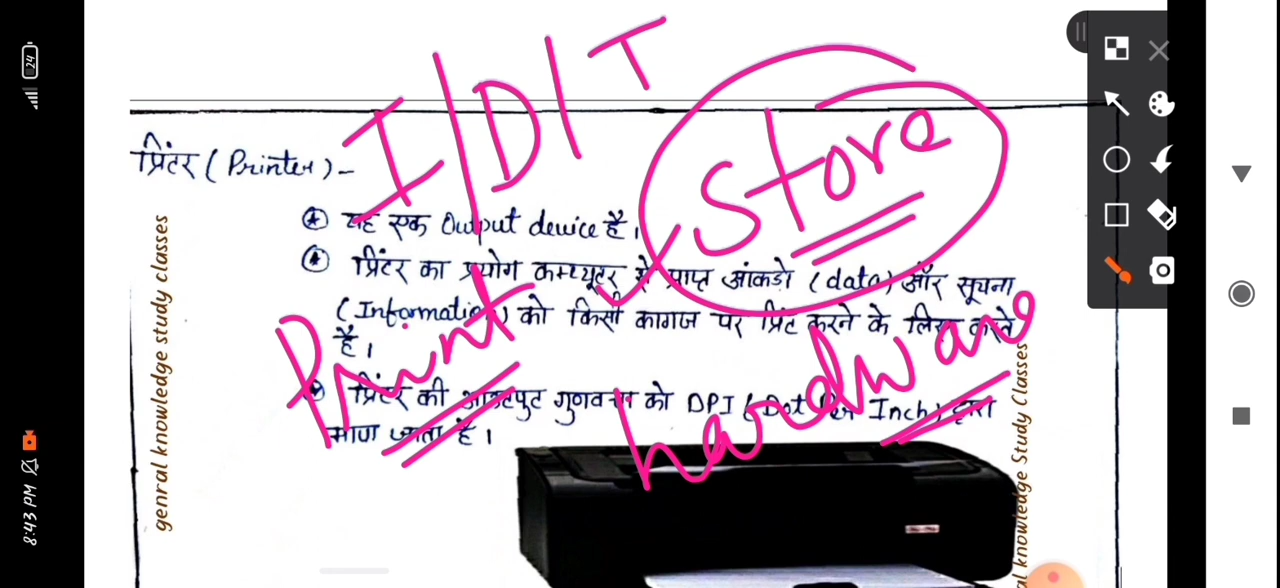 I/D/T
Store
प्रिंटर (Printer) -
यह एक Output device है।
प्रिंटर का प्रयोग कम्प्यूटर से प्राप्त आंकडो (data) और सूचना
(Information) को किसी कागज पर प्रिंट करने के लिए करते
है।
Print
hardware
प्रिंटर की आउटपुट गुणवत्ता को DPI (Dot Per Inch) द्वारा
मापा जाता है।
genral knowledge study classes
al knowledge Study Classes
8:43 PM
24